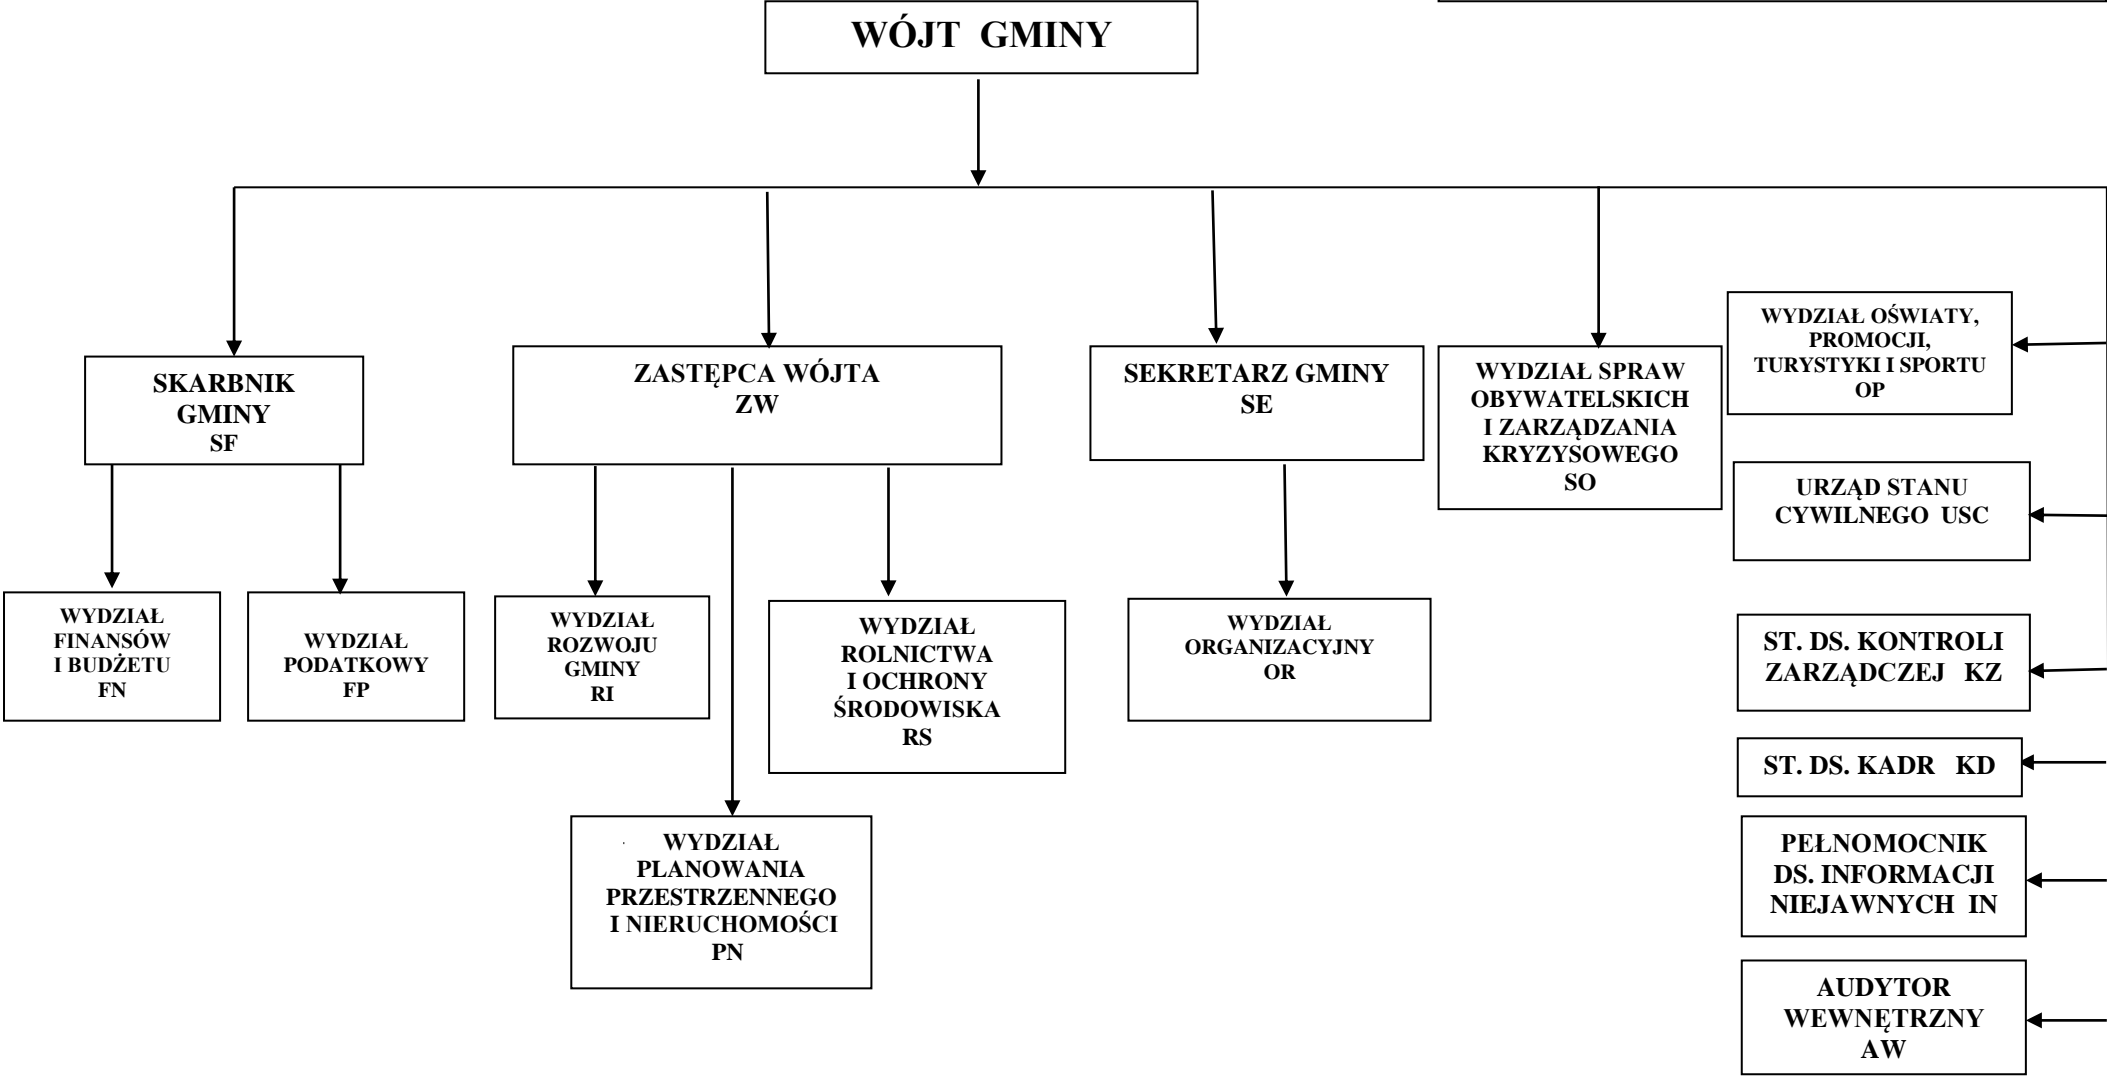 WÓJT GMINY
SKARBNIK
GMINY
SF
ZASTĘPCA WÓJTA
ZW
SEKRETARZ GMINY
SE
WYDZIAŁ SPRAW
OBYWATELSKICH
I ZARZĄDZANIA
KRYZYSOWEGO
SO
WYDZIAŁ OŚWIATY,
PROMOCJI,
TURYSTYKI I SPORTU
OP
URZĄD STANU
CYWILNEGO USC
WYDZIAŁ
FINANSÓW
I BUDŻETU
FN
WYDZIAŁ
PODATKOWY
FP
WYDZIAŁ
ROZWOJU
GMINY
RI
WYDZIAŁ
ROLNICTWA
I OCHRONY
ŚRODOWISKA
RS
WYDZIAŁ
ORGANIZACYJNY
OR
ST. DS. KONTROLI
ZARZĄDCZEJ KZ
ST. DS. KADR KD
WYDZIAŁ
PLANOWANIA
PRZESTRZENNEGO
I NIERUCHOMOŚCI
PN
PEŁNOMOCNIK
DS. INFORMACJI
NIEJAWNYCH IN
AUDYTOR
WEWNĘTRZNY
AW